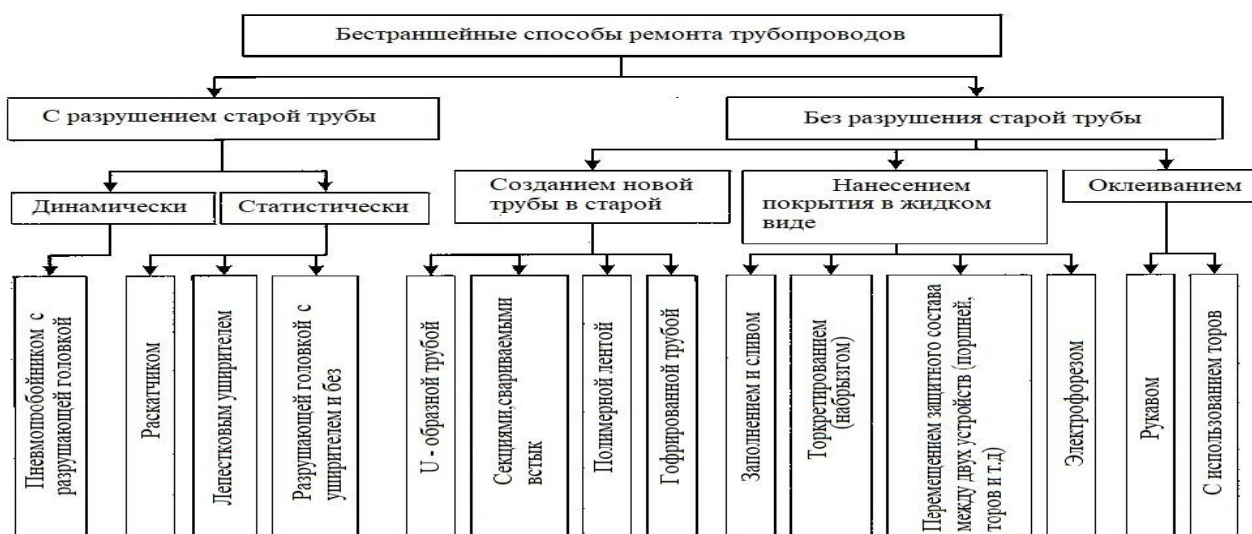 Бестраншейные способы ремонта трубопроводов
С разрушением старой трубы
Без разрушения старой трубы
Динамически
Статистически
Созданием новой
трубы в старой
Нанесением
покрытия в жидком
виде
Оклеиванием
Пневмопробойником с
разрушающей головкой
Раскатчиком
Лепестковым уширителем
Разрушающей головкой с
уширителем и без
U - образной трубой
Секциями,свариваемыми
встык
Полимерной лентой
Гофрированной трубой
Заполнением и сливом
Торкретированием
(набрызгом)
Перемещением защитного состава
между двух устройств (поршней,
торов и т.д)
Электрофорезом
Рукавом
С использованием торов